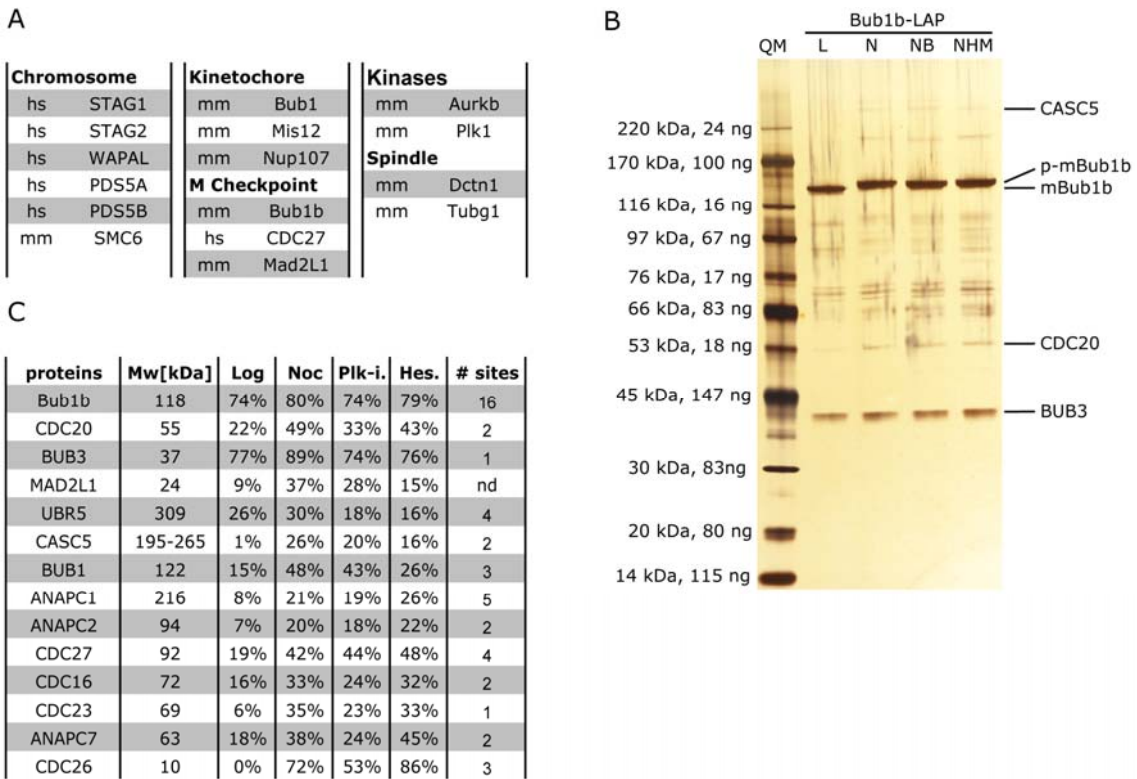 A
Chromosome
hs STAG1
hs STAG2
hs WAPAL
hs PDS5A
hs PDS5B
mm SMC6
Kinetochore
mm Bub1
mm Mis12
mm Nup107
M Checkpoint
mm Bub1b
hs CDC27
mm Mad2L1
Kinases
mm Aurkb
mm Plk1
Spindle
mm Dctn1
mm Tubg1
B
Bub1b-LAP
QM L N NB NHM
220 kDa, 24 ng
170 kDa, 100 ng
116 kDa, 16 ng
97 kDa, 67 ng
76 kDa, 17 ng
66 kDa, 83 ng
53 kDa, 18 ng
45 kDa, 147 ng
30 kDa, 83ng
20 kDa, 80 ng
14 kDa, 115 ng
CASC5
p-mBub1b
mBub1b
CDC20
BUB3
C
proteins Mw[kDa] Log Noc Plk-i. Hes. # sites
Bub1b 118 74% 80% 74% 79% 16
CDC20 55 22% 49% 33% 43% 2
BUB3 37 77% 89% 74% 76% 1
MAD2L1 24 9% 37% 28% 15% nd
UBR5 309 26% 30% 18% 16% 4
CASC5 195-265 1% 26% 20% 16% 2
BUB1 122 15% 48% 43% 26% 3
ANAPC1 216 8% 21% 19% 26% 5
ANAPC2 94 7% 20% 18% 22% 2
CDC27 92 19% 42% 44% 48% 4
CDC16 72 16% 33% 24% 32% 2
CDC23 69 6% 35% 23% 33% 1
ANAPC7 63 18% 38% 24% 45% 2
CDC26 10 0% 72% 53% 86% 3